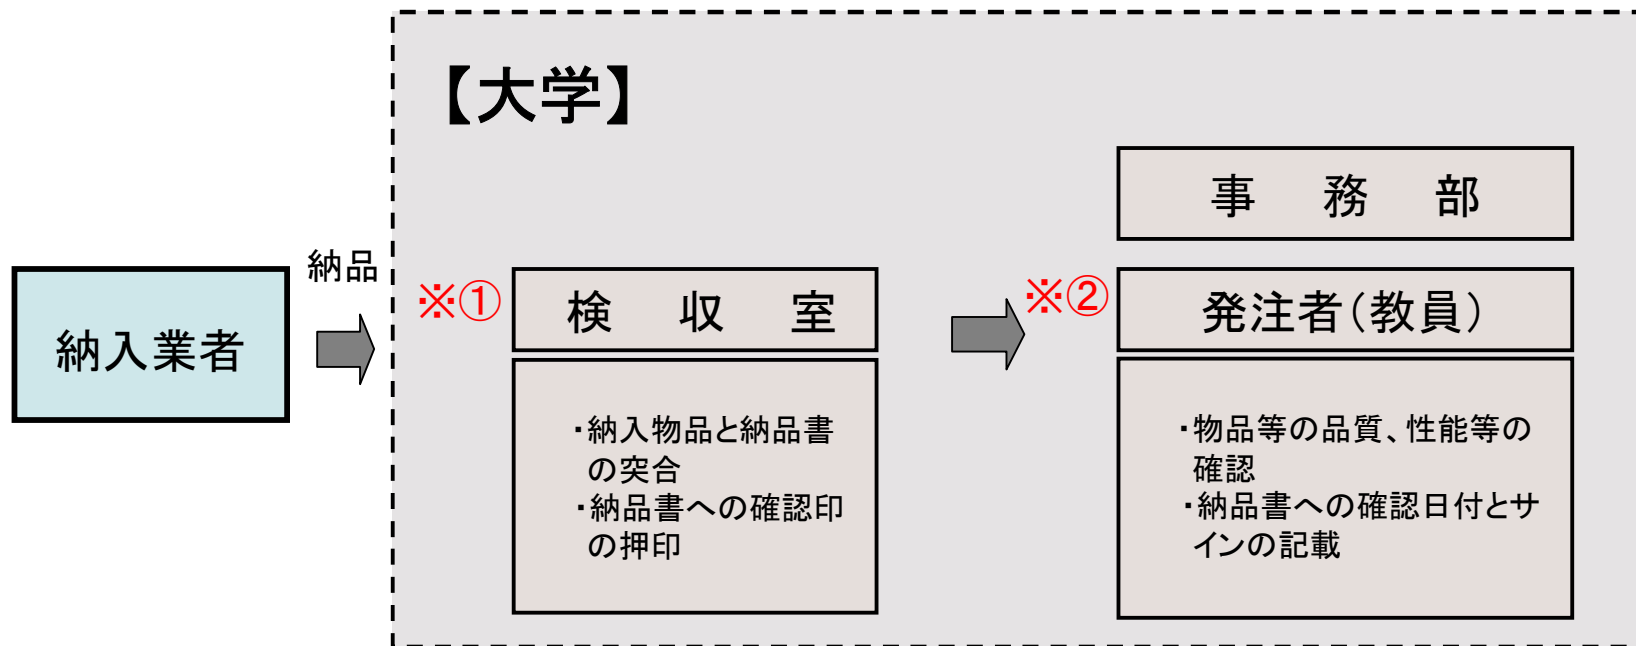 【大学】
事務部
納品
納入業者
※①
検収室
・納入物品と納品書
の突合
・納品書への確認印
の押印
※②
発注者(教員)
・物品等の品質、性能等の
確認
・納品書への確認日付とサ
インの記載